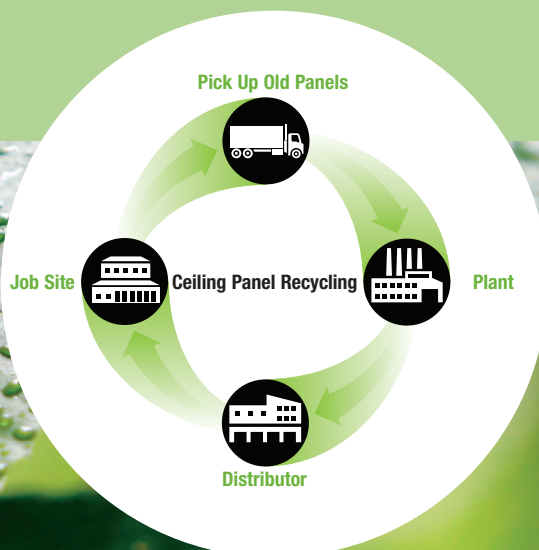 Pick Up Old Panels
Job Site
Ceiling Panel Recycling
Plant
Distributor